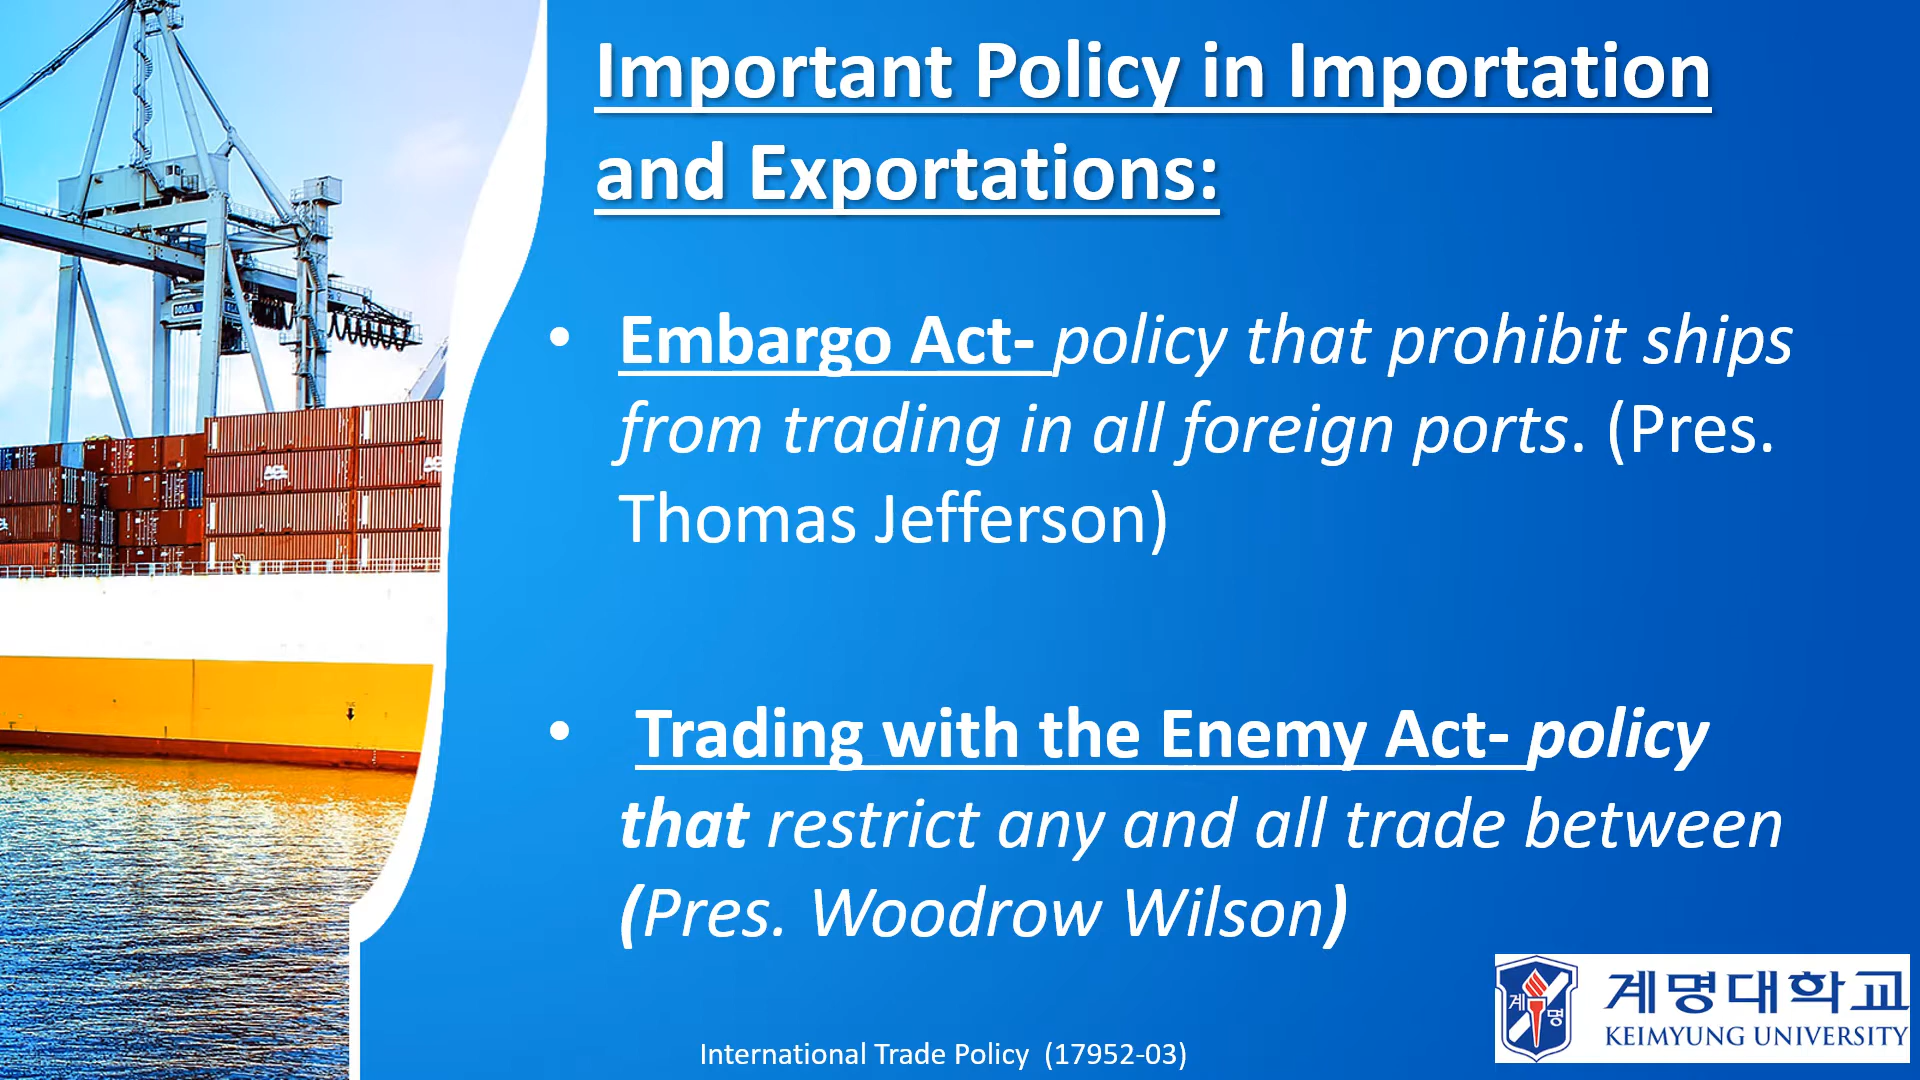 Important Policy in Importation
and Exportations:
• Embargo Act- policy that prohibit ships
from trading in all foreign ports. (Pres.
Thomas Jefferson)
• Trading with the Enemy Act- policy
that restrict any and all trade between
(Pres. Woodrow Wilson)
계명
계명대학교
KEIMYUNG UNIVERSITY
International Trade Policy (17952-03)